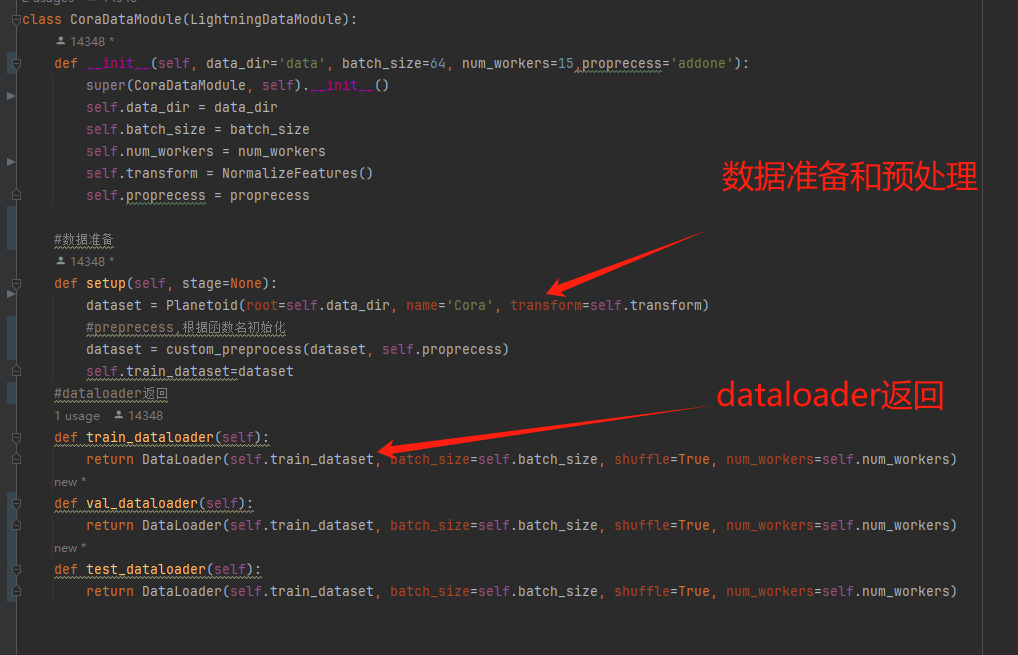 class CoraDataModule(LightningDataModule):
14348 *
def __init__(self, data_dir='data', batch_size=64, num_workers=15,proprecess='addone'):
super(CoraDataModule, self).__init__()
self.data_dir = data_dir
self.batch_size = batch_size
self.num_workers = num_workers
self.transform = NormalizeFeatures()
数据准备和预处理
self.proprecess = proprecess
#数据准备
14348 *
def setup(self, stage=None):
dataset = Planetoid(root=self.data_dir, name='Cora', transform=self.transform)
#preprecess,根据函数名初始化
dataset = custom_preprocess(dataset, self.proprecess)
self.train_dataset=dataset
#dataloader返回
dataloader返回
1 usage 14348
def train_dataloader(self):
return DataLoader(self.train_dataset, batch_size=self.batch_size, shuffle=True, num_workers=self.num_workers)
new *
def val_dataloader(self):
return DataLoader(self.train_dataset, batch_size=self.batch_size, shuffle=True, num_workers=self.num_workers)
new *
def test_dataloader(self):
return DataLoader(self.train_dataset, batch_size=self.batch_size, shuffle=True, num_workers=self.num_workers)